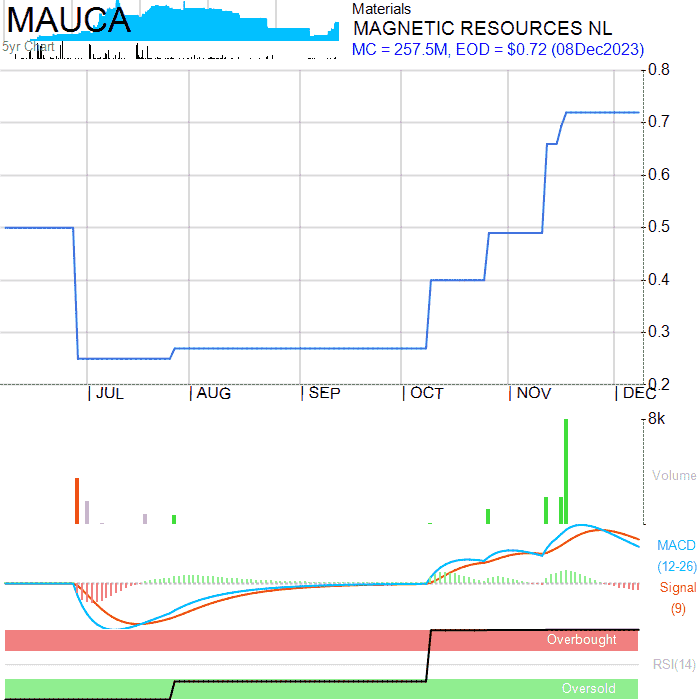 MAUCA
5yr Chart
Materials
MAGNETIC RESOURCES NL
MC = 257.5M, EOD = $0.72 (08Dec2023)
0.8
0.7
0.6
0.5
0.4
0.3
0.2
JUL AUG SEP OCT NOV DEC
8k
Volume
MACD
(12-26)
Signal
(9)
Overbought
RSI(14)
Oversold